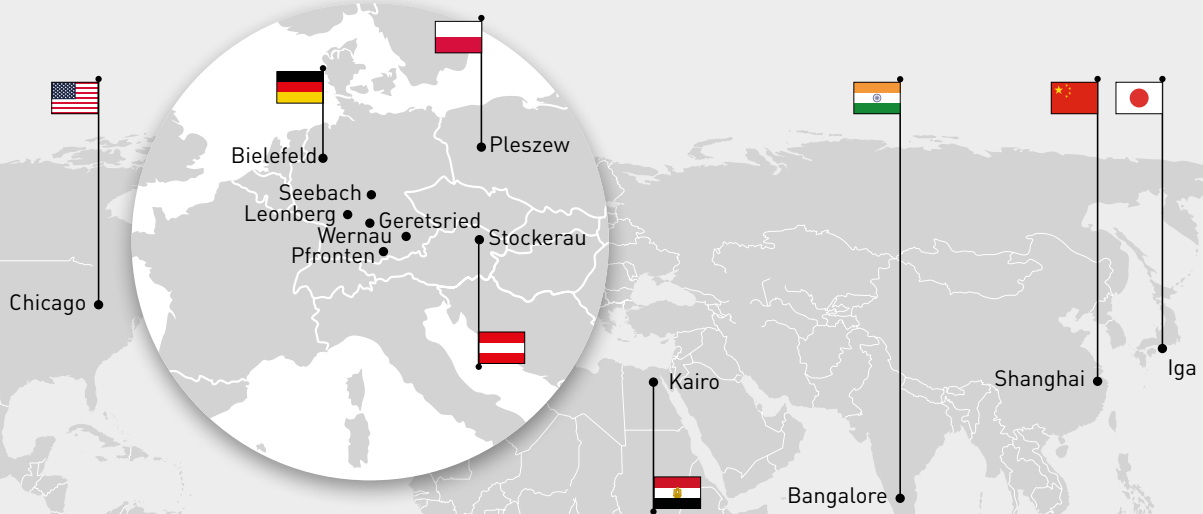 Pleszew
Bielefeld
Seebach
Leonberg
Geretsried
Wernau
Stockerau
Pfronten
Chicago
Iga
Shanghai
Kairo
Bangalore